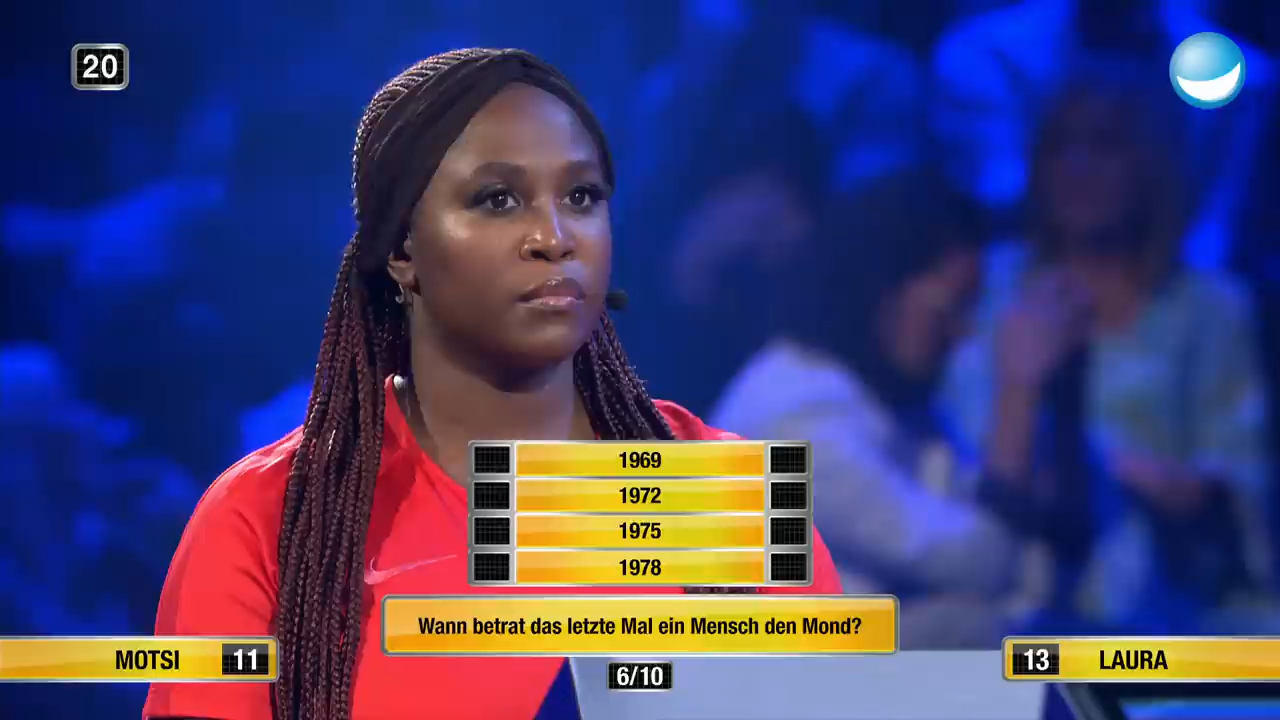 20
1969
1972
1975
1978
Wann betrat das letzte Mal ein Mensch den Mond?
MOTSI 11
6/10
13 LAURA